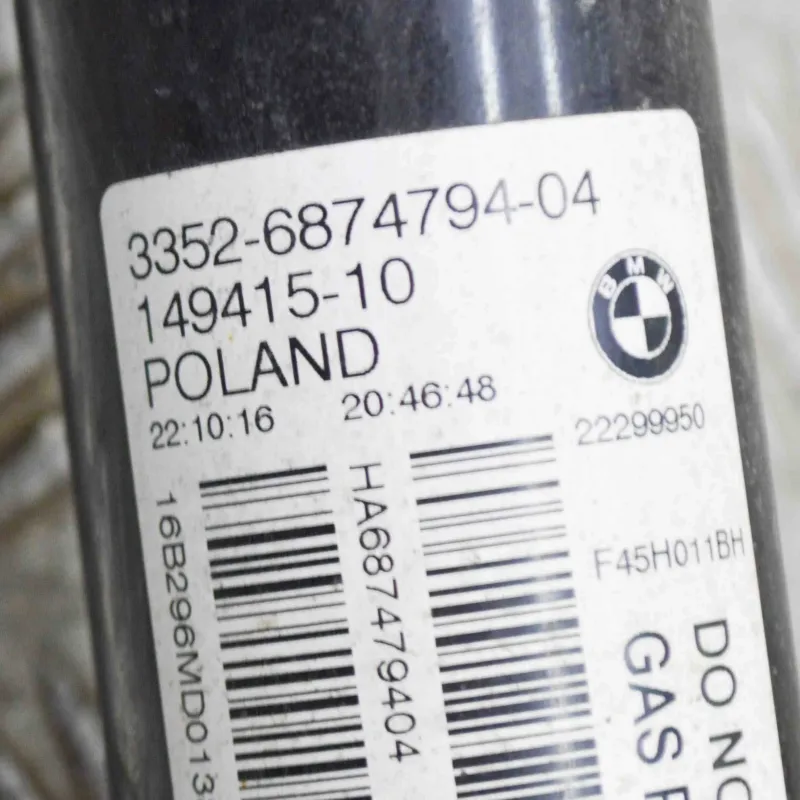 3352-6874794-04
149415-10
POLAND
22:10:16 20:46:48
BMW
22299950
16B296MD013
HA687479404
F45H011BH
DO NO
GAS